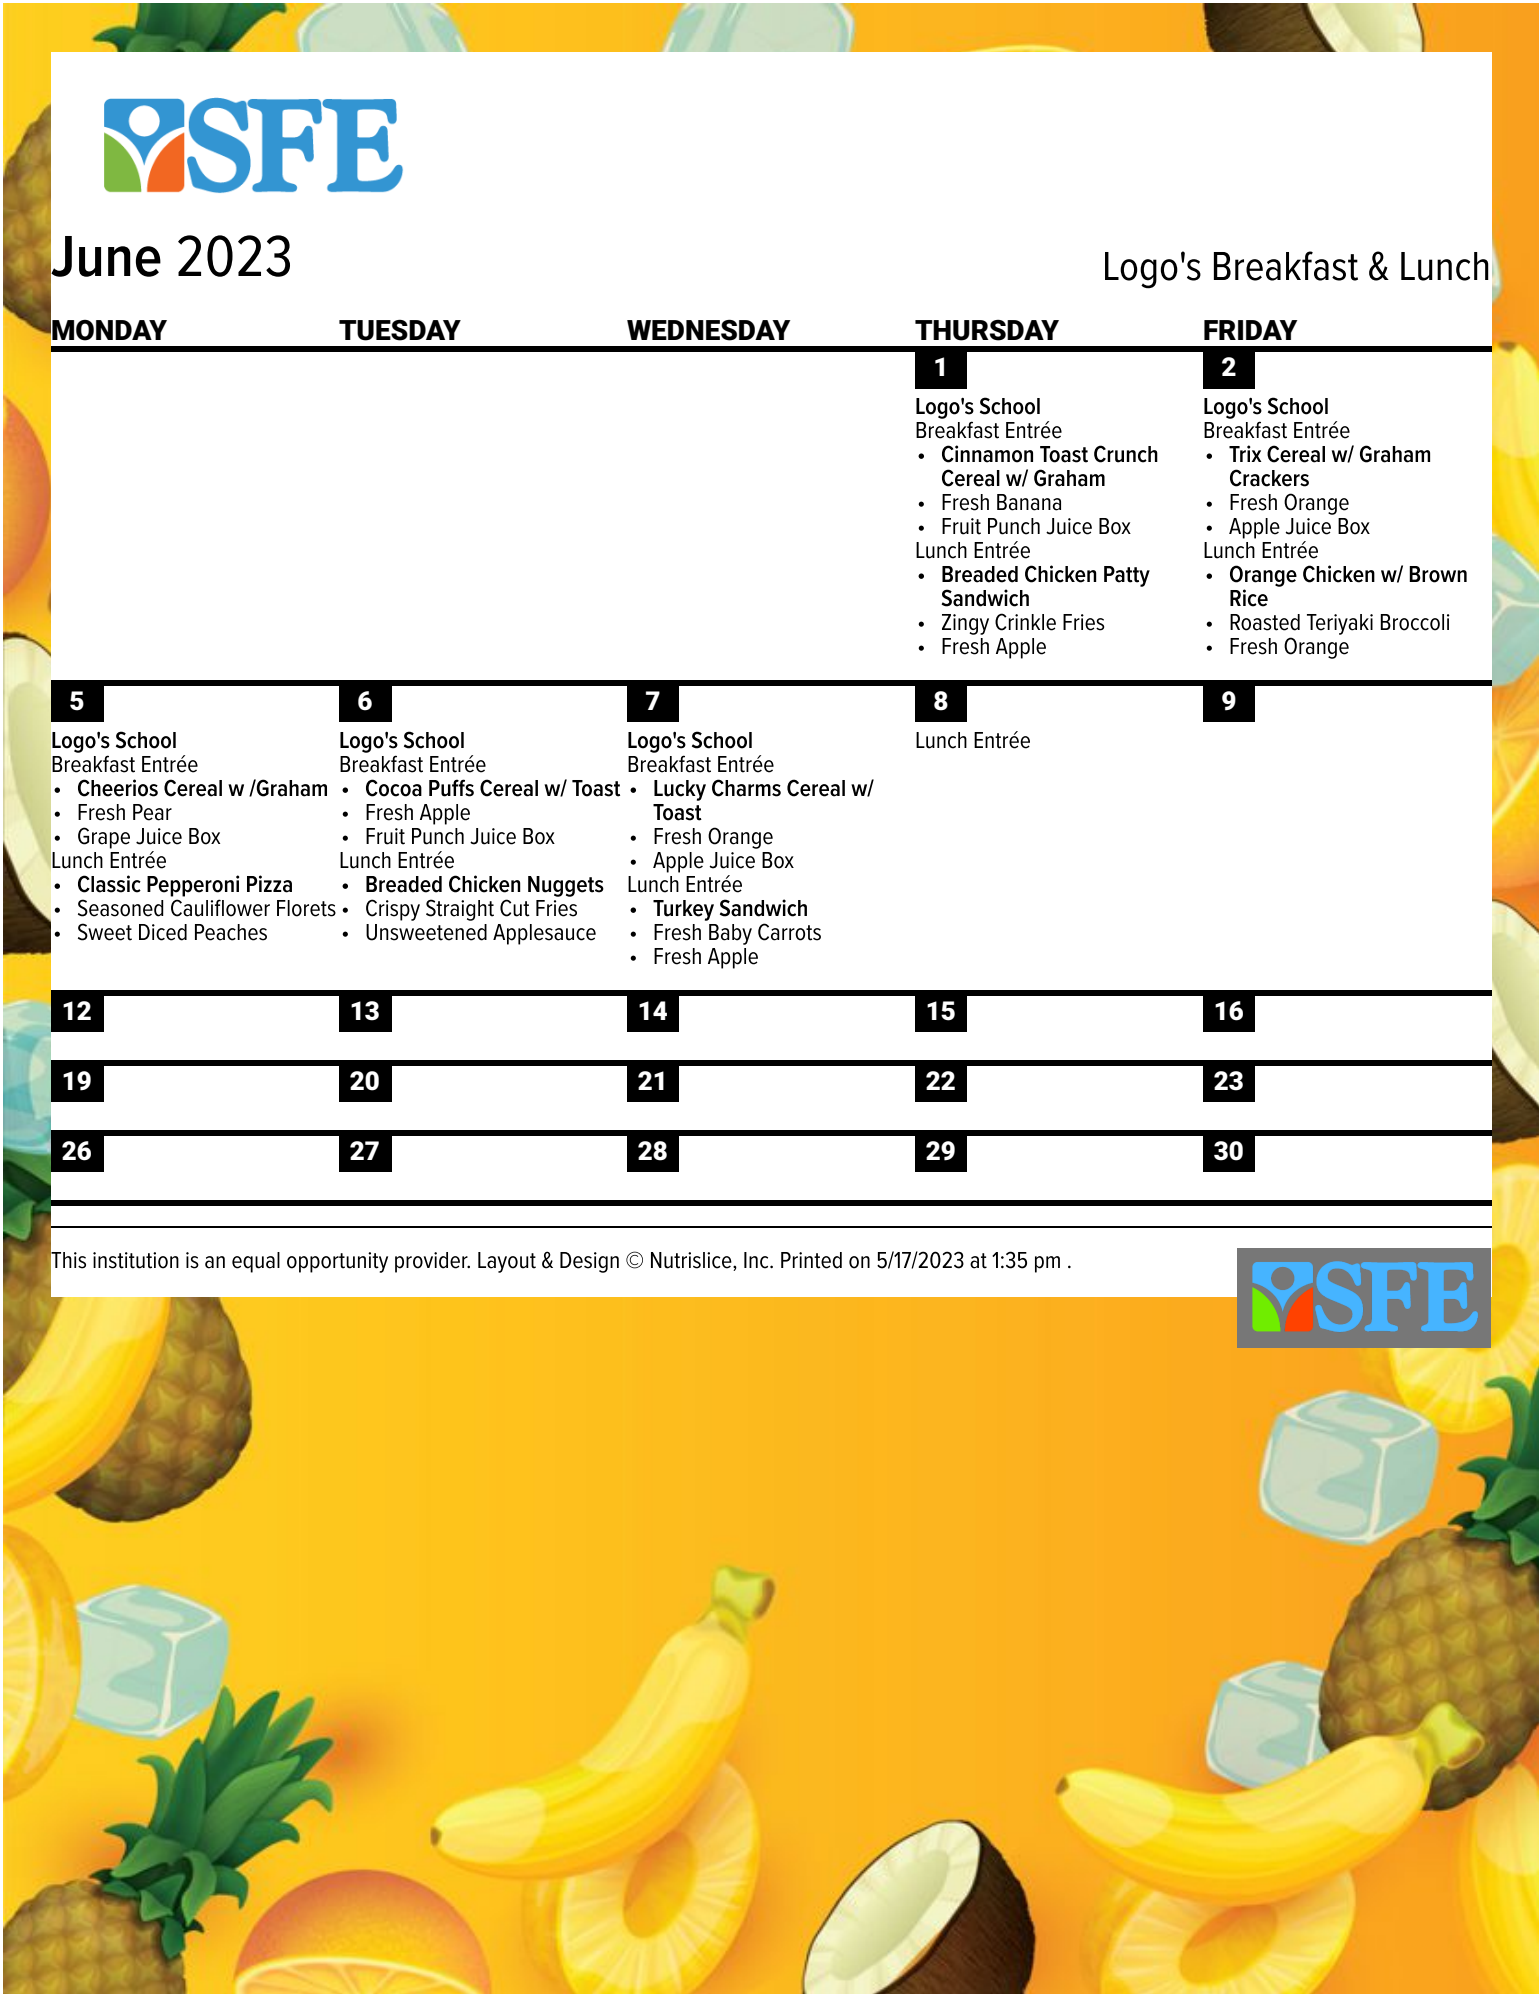 SFE
June 2023
Logo's Breakfast & Lunch
MONDAY TUESDAY WEDNESDAY THURSDAY FRIDAY
1
Logo's School
Breakfast Entrée
• Cinnamon Toast Crunch
Cereal w/ Graham
• Fresh Banana
• Fruit Punch Juice Box
Lunch Entrée
• Breaded Chicken Patty
Sandwich
• Zingy Crinkle Fries
• Fresh Apple
2
Logo's School
Breakfast Entrée
• Trix Cereal w/ Graham
Crackers
• Fresh Orange
• Apple Juice Box
Lunch Entrée
• Orange Chicken w/ Brown
Rice
• Roasted Teriyaki Broccoli
• Fresh Orange
5
Logo's School
Breakfast Entrée
• Cheerios Cereal w /Graham
• Fresh Pear
• Grape Juice Box
Lunch Entrée
• Classic Pepperoni Pizza
• Seasoned Cauliflower Florets
• Sweet Diced Peaches
6
Logo's School
Breakfast Entrée
• Cocoa Puffs Cereal w/ Toast
• Fresh Apple
• Fruit Punch Juice Box
Lunch Entrée
• Breaded Chicken Nuggets
• Crispy Straight Cut Fries
• Unsweetened Applesauce
7
Logo's School
Breakfast Entrée
• Lucky Charms Cereal w/
Toast
• Fresh Orange
• Apple Juice Box
Lunch Entrée
• Turkey Sandwich
• Fresh Baby Carrots
• Fresh Apple
8
Lunch Entrée
9
12 13 14 15 16
19 20 21 22 23
26 27 28 29 30
This institution is an equal opportunity provider. Layout & Design © Nutrislice, Inc. Printed on 5/17/2023 at 1:35 pm .
SFE